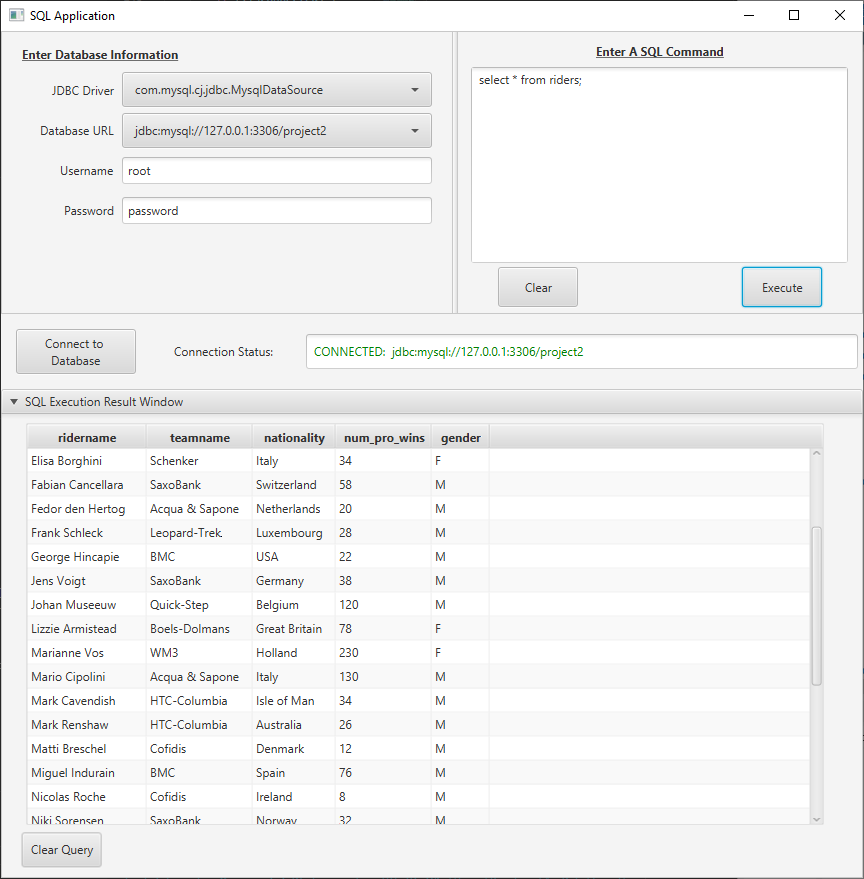 SQL Application
Enter Database Information
JDBC Driver com.mysql.cj.jdbc.MysqlDataSource
Database URL jdbc:mysql://127.0.0.1:3306/project2
Username root
Password password
Enter A SQL Command
select * from riders;
Clear Execute
Connect to
Database
Connection Status: CONNECTED: jdbc:mysql://127.0.0.1:3306/project2
SQL Execution Result Window
ridername teamname nationality num_pro_wins gender
Elisa Borghini Schenker Italy 34 F
Fabian Cancellara SaxoBank Switzerland 58 M
Fedor den Hertog Acqua & Sapone Netherlands 20 M
Frank Schleck Leopard-Trek Luxembourg 28 M
George Hincapie BMC USA 22 M
Jens Voigt SaxoBank Germany 38 M
Johan Museeuw Quick-Step Belgium 120 M
Lizzie Armistead Boels-Dolmans Great Britain 78 F
Marianne Vos WM3 Holland 230 F
Mario Cipolini Acqua & Sapone Italy 130 M
Mark Cavendish HTC-Columbia Isle of Man 34 M
Mark Renshaw HTC-Columbia Australia 26 M
Matti Breschel Cofidis Denmark 12 M
Miguel Indurain BMC Spain 76 M
Nicolas Roche Cofidis Ireland 8 M
Niki Sorensen SaxoBank Norway 32 M
Clear Query